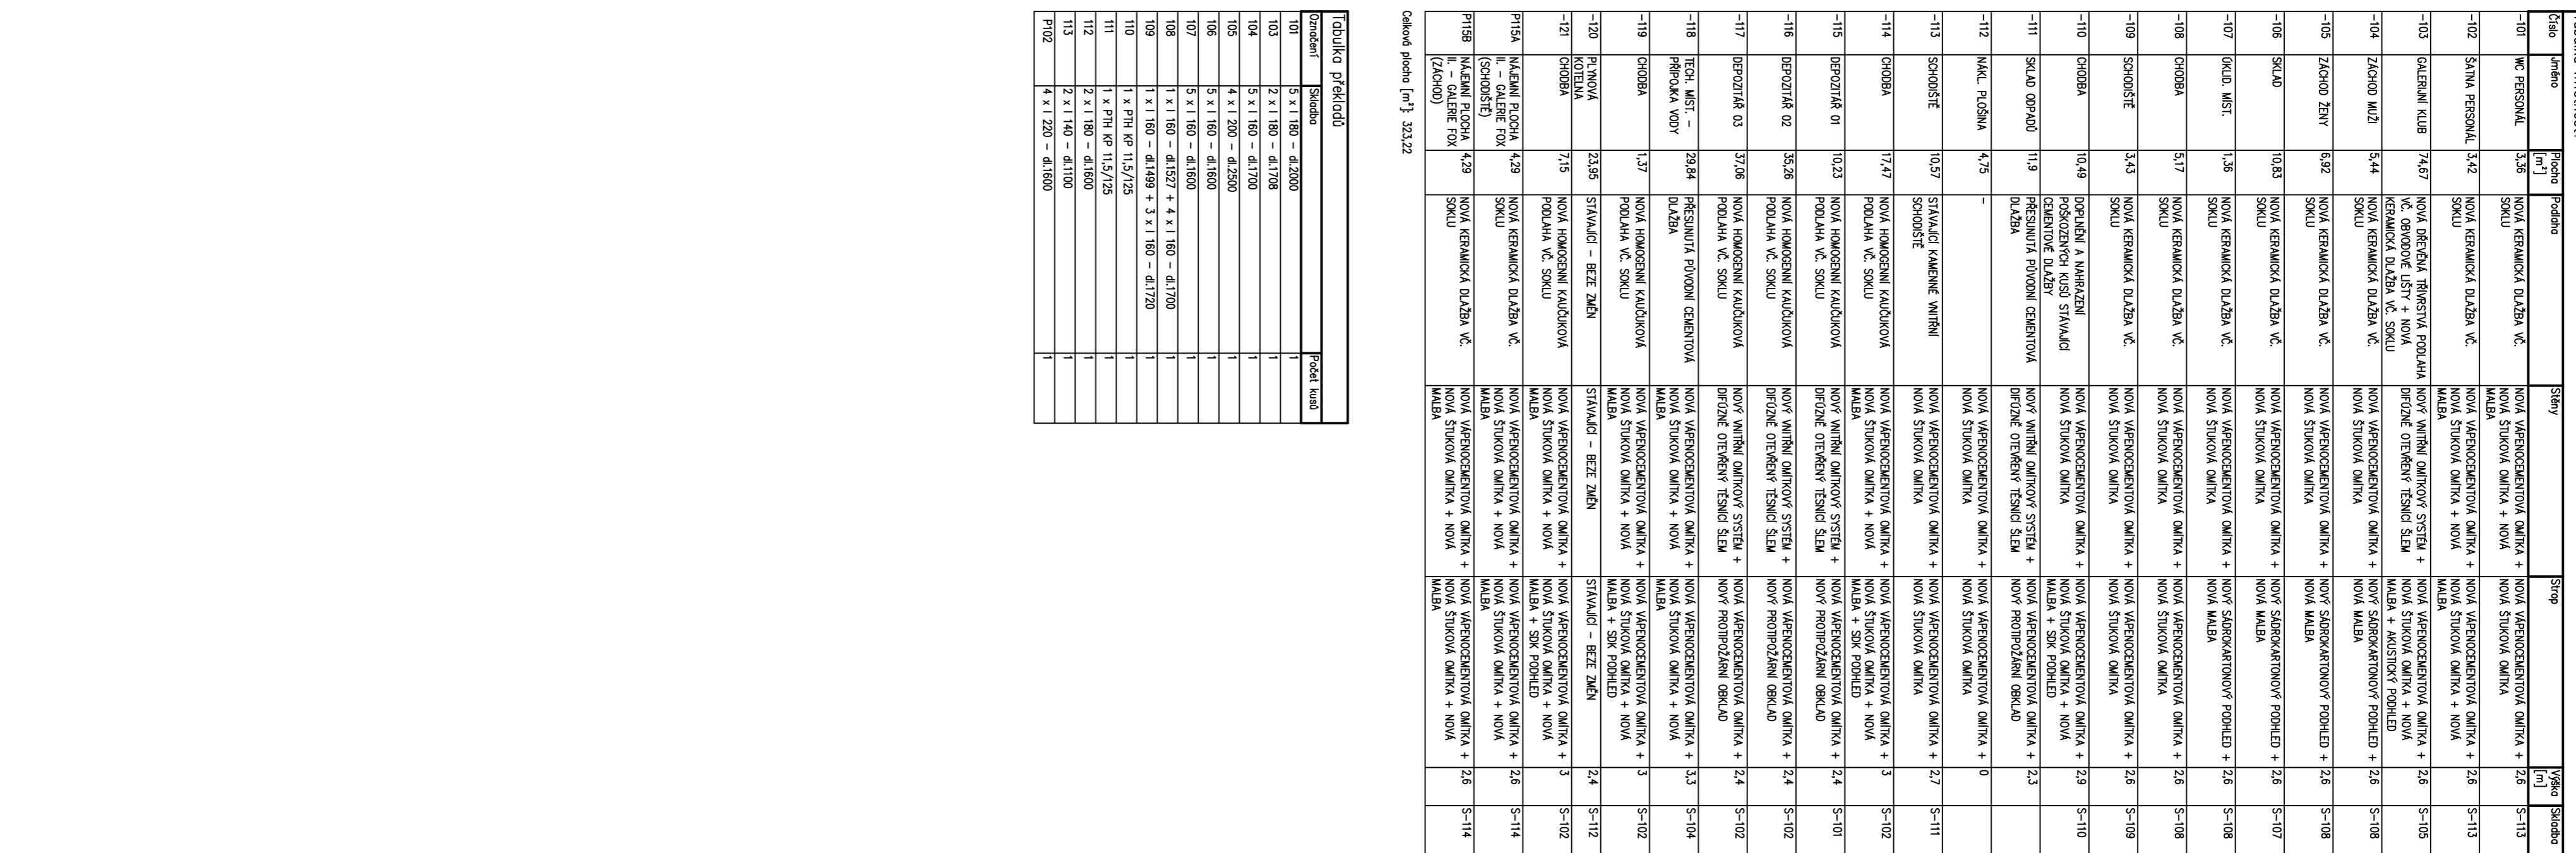 Číslo Jméno Plocha [m²] Podlaha Stěny Strop Výška [m] Skladba
-101 WC PERSONÁL 3,36 NOVÁ KERAMICKÁ DLAŽBA VČ. SOKLU NOVÁ VÁPENOCEMENTOVÁ OMÍTKA + NOVÁ ŠTUKOVÁ OMÍTKA + NOVÁ MALBA NOVÁ VÁPENOCEMENTOVÁ OMÍTKA + NOVÁ ŠTUKOVÁ OMÍTKA 2,6 S-113
-102 ŠATNA PERSONÁL 3,42 NOVÁ KERAMICKÁ DLAŽBA VČ. SOKLU NOVÁ VÁPENOCEMENTOVÁ OMÍTKA + NOVÁ ŠTUKOVÁ OMÍTKA + NOVÁ MALBA NOVÁ VÁPENOCEMENTOVÁ OMÍTKA + NOVÁ ŠTUKOVÁ OMÍTKA + NOVÁ MALBA 2,6 S-113
-103 GALERIJNÍ KLUB 74,67 NOVÁ DŘEVĚNÁ TŘÍVRSTVÁ PODLAHA VČ. OBVODOVÉ LIŠTY + NOVÁ KERAMICKÁ DLAŽBA VČ. SOKLU NOVÝ VNITŘNÍ OMÍTKOVÝ SYSTÉM + DIFÚZNĚ OTEVŘENÝ TĚSNÍCÍ ŠLEM NOVÁ VÁPENOCEMENTOVÁ OMÍTKA + NOVÁ ŠTUKOVÁ OMÍTKA + NOVÁ MALBA + AKUSTICKÝ PODHLED 2,6 S-105
-104 ZÁCHOD MUŽI 5,44 NOVÁ KERAMICKÁ DLAŽBA VČ. SOKLU NOVÁ VÁPENOCEMENTOVÁ OMÍTKA + NOVÁ ŠTUKOVÁ OMÍTKA NOVÝ SÁDROKARTONOVÝ PODHLED + NOVÁ MALBA 2,6 S-108
-105 ZÁCHOD ŽENY 6,92 NOVÁ KERAMICKÁ DLAŽBA VČ. SOKLU NOVÁ VÁPENOCEMENTOVÁ OMÍTKA + NOVÁ ŠTUKOVÁ OMÍTKA NOVÝ SÁDROKARTONOVÝ PODHLED + NOVÁ MALBA 2,6 S-108
-106 SKLAD 10,83 NOVÁ KERAMICKÁ DLAŽBA VČ. SOKLU NOVÁ VÁPENOCEMENTOVÁ OMÍTKA + NOVÁ ŠTUKOVÁ OMÍTKA NOVÝ SÁDROKARTONOVÝ PODHLED + NOVÁ MALBA 2,6 S-107
-107 ÚKLID. MÍST. 1,36 NOVÁ KERAMICKÁ DLAŽBA VČ. SOKLU NOVÁ VÁPENOCEMENTOVÁ OMÍTKA + NOVÁ ŠTUKOVÁ OMÍTKA NOVÝ SÁDROKARTONOVÝ PODHLED + NOVÁ MALBA 2,6 S-108
-108 CHODBA 5,17 NOVÁ KERAMICKÁ DLAŽBA VČ. SOKLU NOVÁ VÁPENOCEMENTOVÁ OMÍTKA + NOVÁ ŠTUKOVÁ OMÍTKA NOVÁ VÁPENOCEMENTOVÁ OMÍTKA + NOVÁ ŠTUKOVÁ OMÍTKA 2,6 S-108
-109 SCHODIŠTĚ 3,43 NOVÁ KERAMICKÁ DLAŽBA VČ. SOKLU NOVÁ VÁPENOCEMENTOVÁ OMÍTKA + NOVÁ ŠTUKOVÁ OMÍTKA NOVÁ VÁPENOCEMENTOVÁ OMÍTKA + NOVÁ ŠTUKOVÁ OMÍTKA 2,6 S-109
-110 CHODBA 10,49 DOPLNĚNÍ A NAHRAZENÍ POŠKOZENÝCH KUSŮ STÁVAJÍCÍ CEMENTOVÉ DLAŽBY NOVÁ VÁPENOCEMENTOVÁ OMÍTKA + NOVÁ ŠTUKOVÁ OMÍTKA NOVÁ VÁPENOCEMENTOVÁ OMÍTKA + NOVÁ ŠTUKOVÁ OMÍTKA + NOVÁ MALBA + SDK PODHLED 2,9 S-110
-111 SKLAD ODPADŮ 11,9 PŘESUNUTÁ PŮVODNÍ CEMENTOVÁ DLAŽBA NOVÝ VNITŘNÍ OMÍTKOVÝ SYSTÉM + DIFÚZNĚ OTEVŘENÝ TĚSNÍCÍ ŠLEM NOVÁ VÁPENOCEMENTOVÁ OMÍTKA + NOVÝ PROTIPOŽÁRNÍ OBKLAD 2,3
-112 NÁKL. PLOŠINA 4,75 - NOVÁ VÁPENOCEMENTOVÁ OMÍTKA + NOVÁ ŠTUKOVÁ OMÍTKA NOVÁ VÁPENOCEMENTOVÁ OMÍTKA + NOVÁ ŠTUKOVÁ OMÍTKA 0
-113 SCHODIŠTĚ 10,57 STÁVAJÍCÍ KAMENNÉ VNITŘNÍ SCHODIŠTĚ NOVÁ VÁPENOCEMENTOVÁ OMÍTKA + NOVÁ ŠTUKOVÁ OMÍTKA NOVÁ VÁPENOCEMENTOVÁ OMÍTKA + NOVÁ ŠTUKOVÁ OMÍTKA 2,7 S-111
-114 CHODBA 17,47 NOVÁ HOMOGENNÍ KAUČUKOVÁ PODLAHA VČ. SOKLU NOVÁ VÁPENOCEMENTOVÁ OMÍTKA + NOVÁ ŠTUKOVÁ OMÍTKA + NOVÁ MALBA NOVÁ VÁPENOCEMENTOVÁ OMÍTKA + NOVÁ ŠTUKOVÁ OMÍTKA + NOVÁ MALBA + SDK PODHLED 3 S-102
-115 DEPOZITÁŘ 01 10,23 NOVÁ HOMOGENNÍ KAUČUKOVÁ PODLAHA VČ. SOKLU NOVÝ VNITŘNÍ OMÍTKOVÝ SYSTÉM + DIFÚZNĚ OTEVŘENÝ TĚSNÍCÍ ŠLEM NOVÁ VÁPENOCEMENTOVÁ OMÍTKA + NOVÝ PROTIPOŽÁRNÍ OBKLAD 2,4 S-101
-116 DEPOZITÁŘ 02 35,26 NOVÁ HOMOGENNÍ KAUČUKOVÁ PODLAHA VČ. SOKLU NOVÝ VNITŘNÍ OMÍTKOVÝ SYSTÉM + DIFÚZNĚ OTEVŘENÝ TĚSNÍCÍ ŠLEM NOVÁ VÁPENOCEMENTOVÁ OMÍTKA + NOVÝ PROTIPOŽÁRNÍ OBKLAD 2,4 S-102
-117 DEPOZITÁŘ 03 37,06 NOVÁ HOMOGENNÍ KAUČUKOVÁ PODLAHA VČ. SOKLU NOVÝ VNITŘNÍ OMÍTKOVÝ SYSTÉM + DIFÚZNĚ OTEVŘENÝ TĚSNÍCÍ ŠLEM NOVÁ VÁPENOCEMENTOVÁ OMÍTKA + NOVÝ PROTIPOŽÁRNÍ OBKLAD 2,4 S-102
-118 TECH. MÍST. - PŘÍPOJKA VODY 29,84 PŘESUNUTÁ PŮVODNÍ CEMENTOVÁ DLAŽBA NOVÁ VÁPENOCEMENTOVÁ OMÍTKA + NOVÁ ŠTUKOVÁ OMÍTKA + NOVÁ MALBA NOVÁ VÁPENOCEMENTOVÁ OMÍTKA + NOVÁ ŠTUKOVÁ OMÍTKA + NOVÁ MALBA 3,3 S-104
-119 CHODBA 1,37 NOVÁ HOMOGENNÍ KAUČUKOVÁ PODLAHA VČ. SOKLU NOVÁ VÁPENOCEMENTOVÁ OMÍTKA + NOVÁ ŠTUKOVÁ OMÍTKA + NOVÁ MALBA NOVÁ VÁPENOCEMENTOVÁ OMÍTKA + NOVÁ ŠTUKOVÁ OMÍTKA + NOVÁ MALBA + SDK PODHLED 3 S-102
-120 PLYNOVÁ KOTELNA 23,95 STÁVAJÍCÍ - BEZE ZMĚN STÁVAJÍCÍ - BEZE ZMĚN STÁVAJÍCÍ - BEZE ZMĚN 2,4 S-112
-121 CHODBA 7,15 NOVÁ HOMOGENNÍ KAUČUKOVÁ PODLAHA VČ. SOKLU NOVÁ VÁPENOCEMENTOVÁ OMÍTKA + NOVÁ ŠTUKOVÁ OMÍTKA + NOVÁ MALBA NOVÁ VÁPENOCEMENTOVÁ OMÍTKA + NOVÁ ŠTUKOVÁ OMÍTKA + NOVÁ MALBA + SDK PODHLED 3 S-102
P115A NÁJEMNÍ PLOCHA II. - GALERIE FOX (SCHODIŠTĚ) 4,29 NOVÁ KERAMICKÁ DLAŽBA VČ. SOKLU NOVÁ VÁPENOCEMENTOVÁ OMÍTKA + NOVÁ ŠTUKOVÁ OMÍTKA + NOVÁ MALBA NOVÁ VÁPENOCEMENTOVÁ OMÍTKA + NOVÁ ŠTUKOVÁ OMÍTKA + NOVÁ MALBA 2,6 S-114
P115B NÁJEMNÍ PLOCHA II. - GALERIE FOX (ZÁCHOD) 4,29 NOVÁ KERAMICKÁ DLAŽBA VČ. SOKLU NOVÁ VÁPENOCEMENTOVÁ OMÍTKA + NOVÁ ŠTUKOVÁ OMÍTKA + NOVÁ MALBA NOVÁ VÁPENOCEMENTOVÁ OMÍTKA + NOVÁ ŠTUKOVÁ OMÍTKA + NOVÁ MALBA 2,6 S-114
Celková plocha [m²]: 323,22
Tabulka překladů
Označení Skladba Počet kusů
101 5 x I 180 - dl.2000 1
103 2 x I 180 - dl.1708 1
104 5 x I 160 - dl.1700 1
105 4 x I 200 - dl.2500 1
106 5 x I 160 - dl.1600 1
107 5 x I 160 - dl.1600 1
108 1 x I 160 - dl.1527 + 4 x I 160 - dl.1700 1
109 1 x I 160 - dl.1499 + 3 x I 160 - dl.1720 1
110 1 x PTH KP 11,5/125 1
111 1 x PTH KP 11,5/125 1
112 2 x I 180 - dl.1600 1
113 2 x I 140 - dl.1100 1
P102 4 x I 220 - dl.1600 1